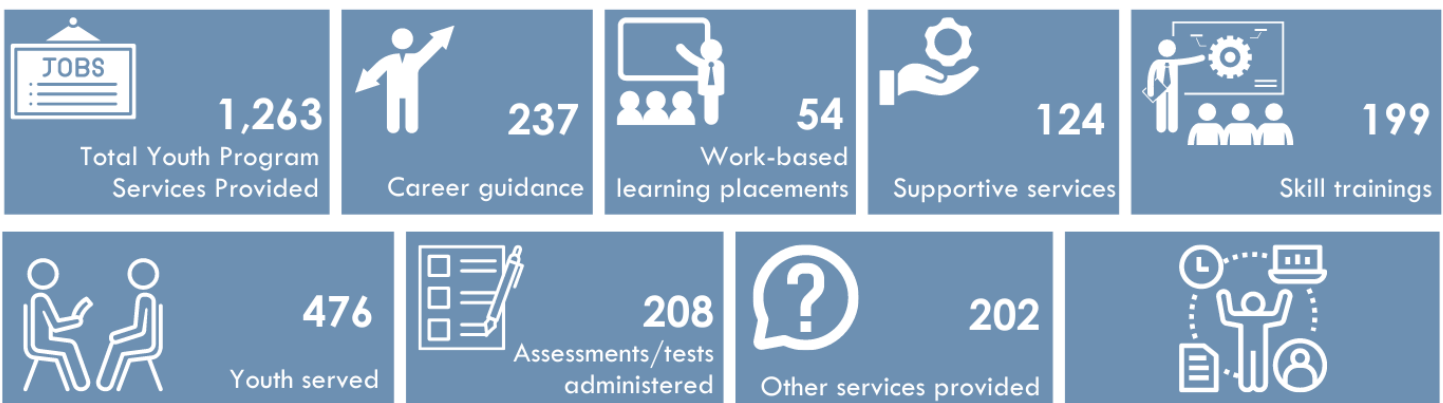 JOBS
1,263
Total Youth Program
Services Provided
237
Career guidance
54
Work-based
learning placements
124
Supportive services
199
Skill trainings
476
Youth served
208
Assessments/tests
administered
?
202
Other services provided